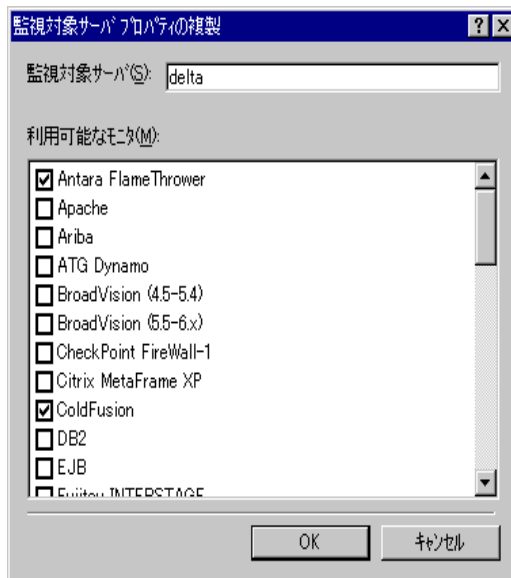 監視対象サーバ プロパティの複製
監視対象サーバ(S): delta
利用可能なモニタ(M):
Antara FlameThrower
Apache
Ariba
ATG Dynamo
BroadVision (4.5-5.4)
BroadVision (5.5-6.x)
CheckPoint FireWall-1
Citrix MetaFrame XP
ColdFusion
DB2
EJB
Fujitsu INTERSTAGE
OK キャンセル